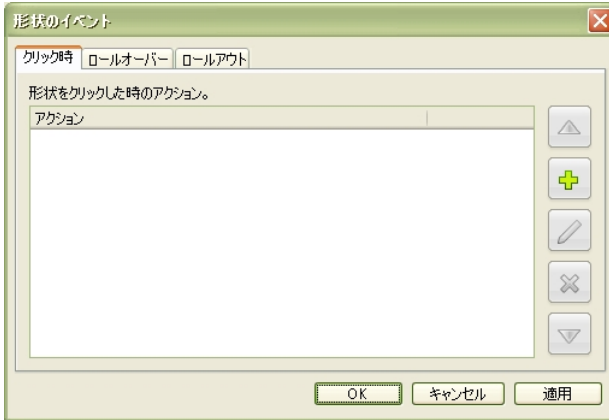 形状のイベント
クリック時 ロールオーバー ロールアウト
形状をクリックした時のアクション。
アクション
OK キャンセル 適用